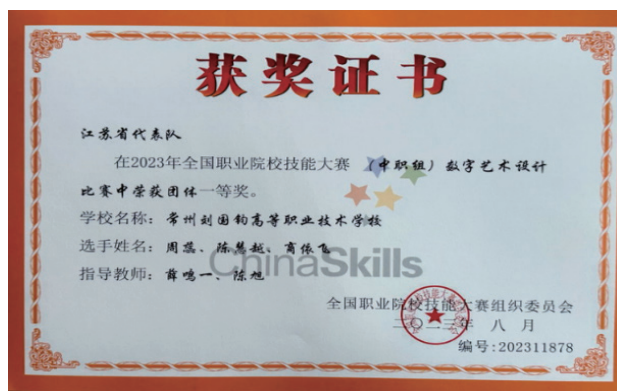 获奖证书
江苏省代表队
在2023年全国职业院校技能大赛 (中职组)数字艺术设计
比赛中荣获团体一等奖。
学校名称:常州刘国钧高等职业技术学校
选手姓名:周蕊、陈慧越、商依飞
指导教师:薛鸣一、陈旭
ChinaSkills
全国职业院校技能大赛组织委员会
二〇二三年 八 月
编号:202311878